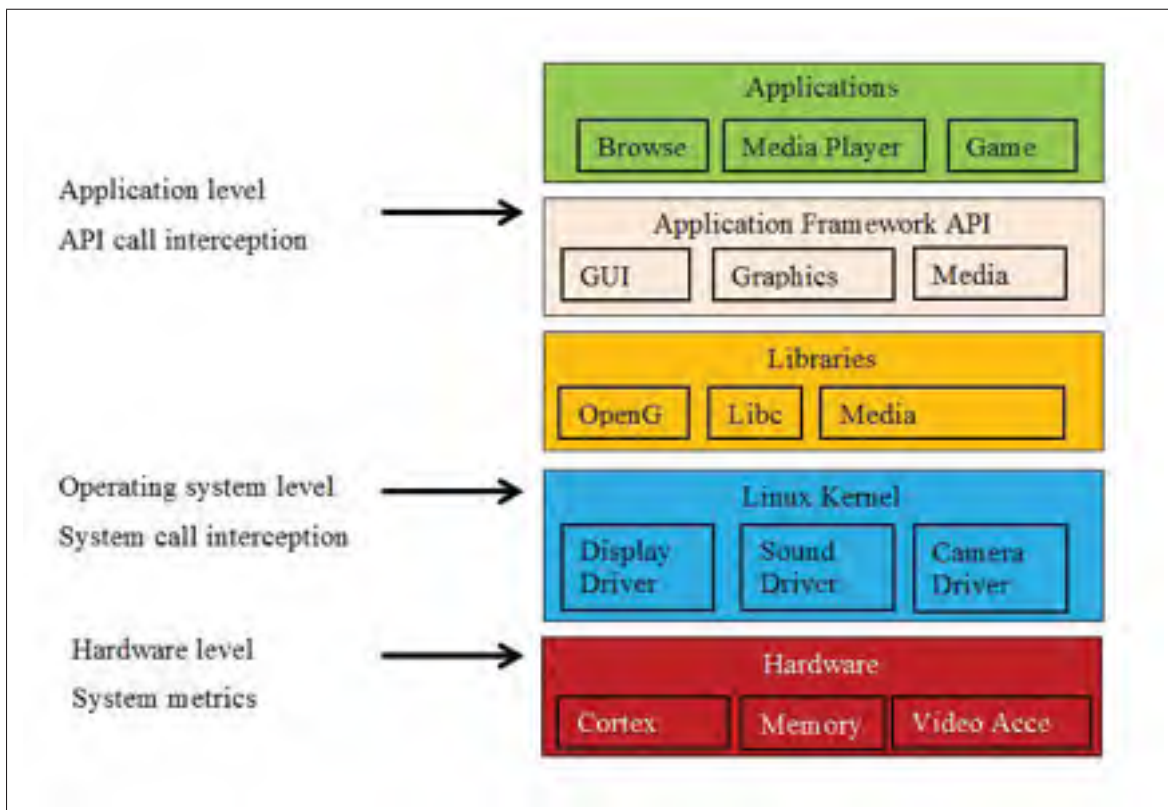 Applications
Browse Media Player Game
Application level
API call interception
Application Framework API
GUI Graphics Media
Libraries
OpenG Libc Media
Operating system level
System call interception
Linux Kernel
Display Driver
Sound Driver
Camera Driver
Hardware level
System metrics
Hardware
Cortex Memory Video Acce